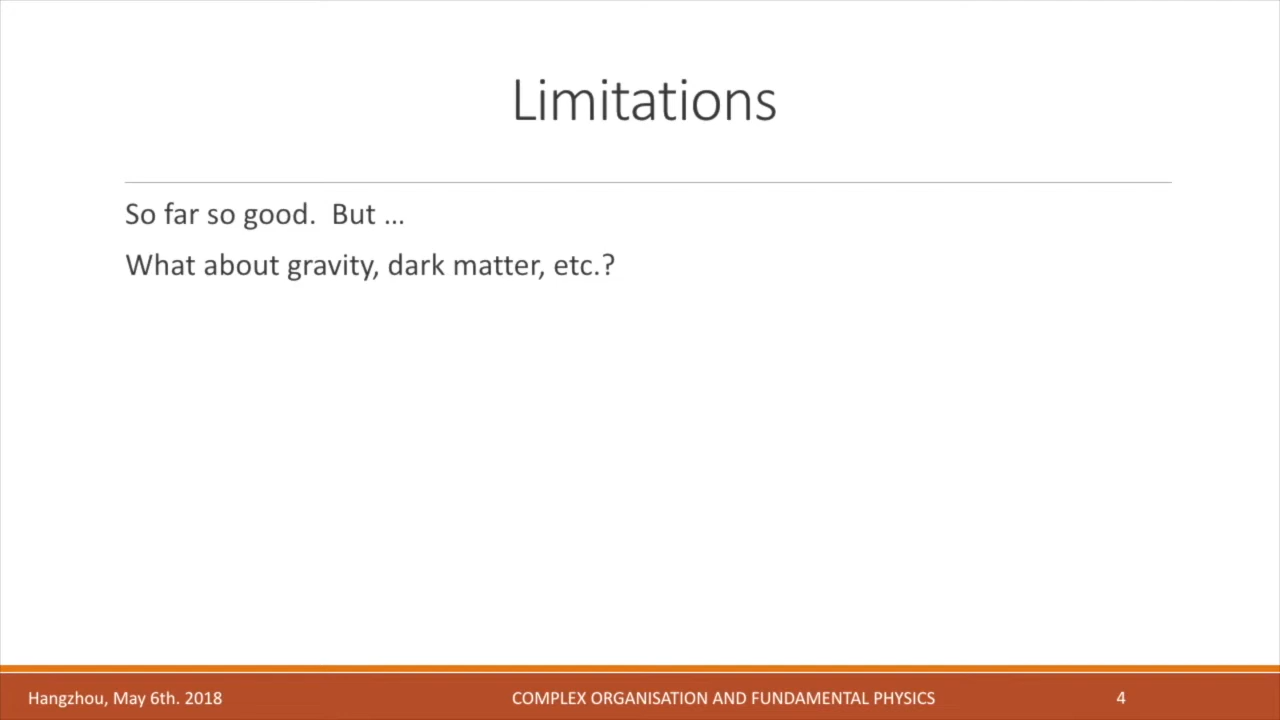 Limitations
So far so good.  But …
What about gravity, dark matter, etc.?
Hangzhou, May 6th. 2018
COMPLEX ORGANISATION AND FUNDAMENTAL PHYSICS
4